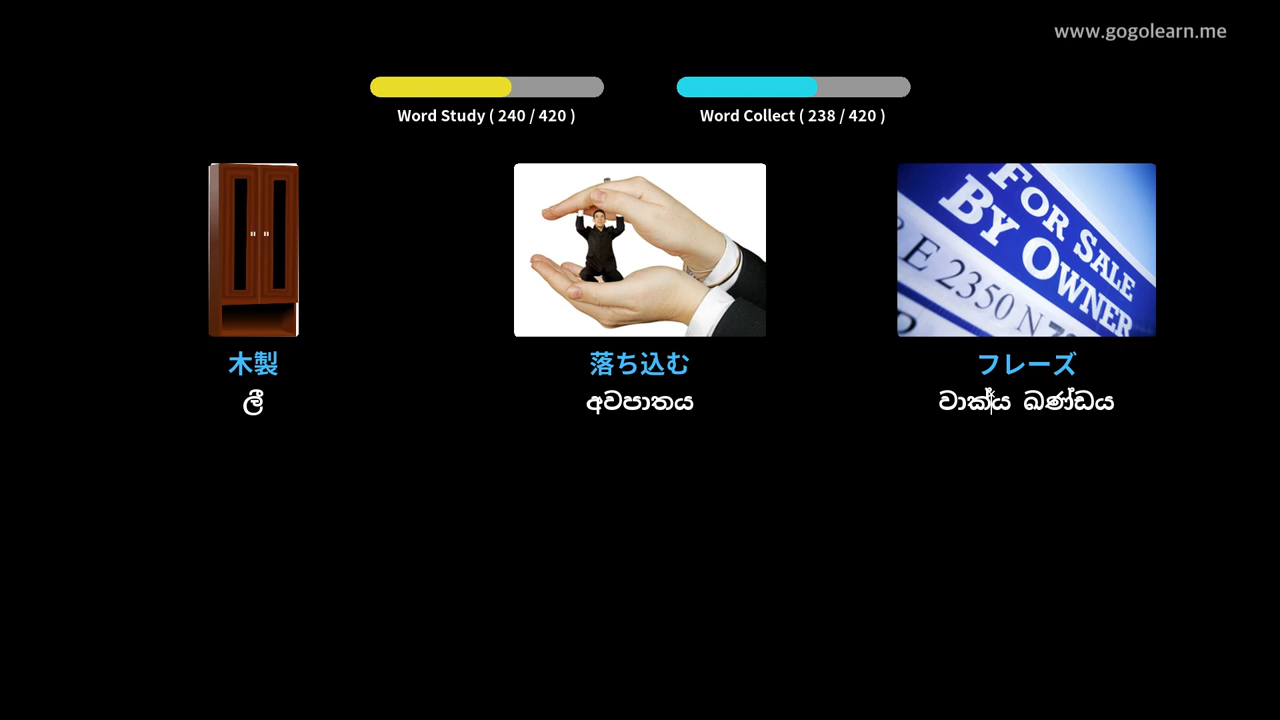 www.gogolearn.me
Word Study ( 240 / 420 )
Word Collect ( 238 / 420 )
FOR SALE
BY OWNER
E 2350 N
木製
落ち込む
フレーズ
ලී
අවපාතය
වාක්‍ය ඛණ්ඩය